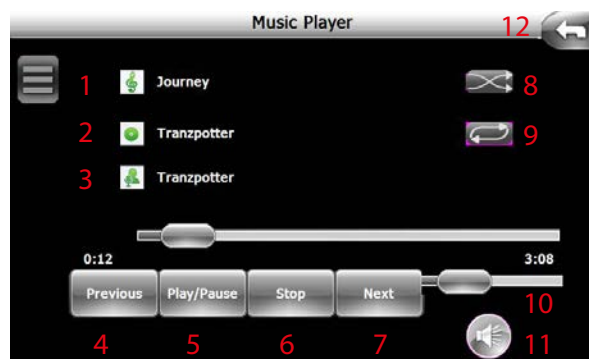 Music Player 12
1 Journey 8
2 Tranzpotter 9
3 Tranzpotter
0:12 3:08
Previous Play/Pause Stop Next 10
4 5 6 7 11